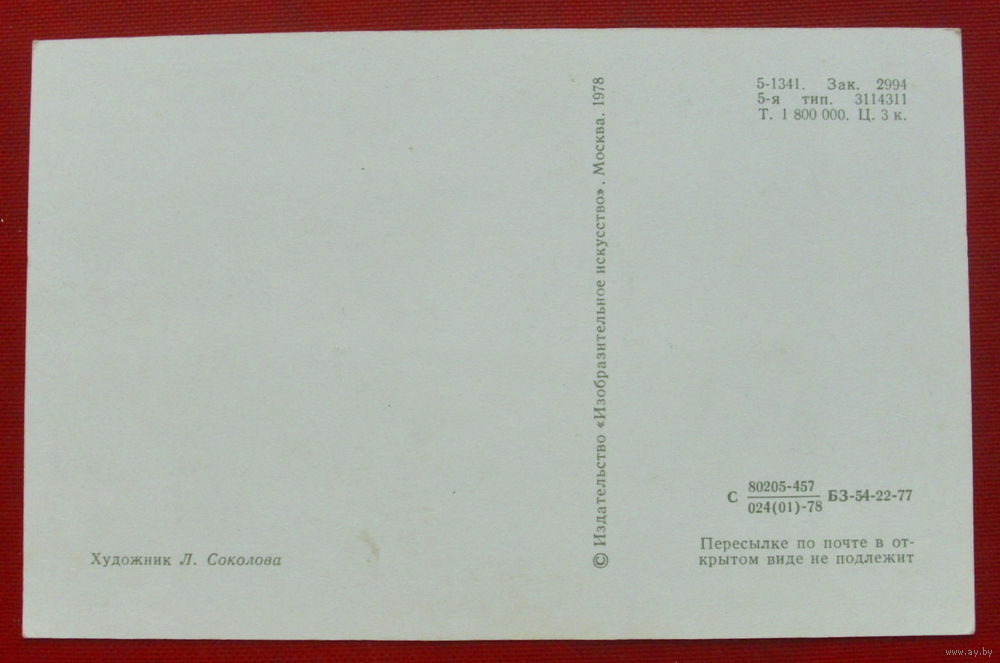 Художник Л. Соколова
© Издательство «Изобразительное искусство». Москва. 1978
5-1341. Зак. 2994
5-я тип. 3114311
Т. 1 800 000. Ц. 3 к.
С 80205-457/024(01)-78 БЗ-54-22-77
Пересылке по почте в от-
крытом виде не подлежит
www.ay.by